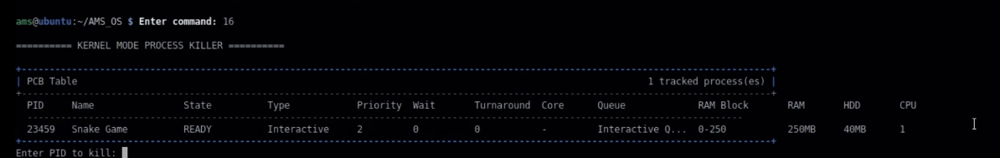 ams@ubuntu:~/AMS_OS $ Enter command: 16
========== KERNEL MODE PROCESS KILLER ==========
| PCB Table 1 tracked process(es) |
PID Name State Type Priority Wait Turnaround Core Queue RAM Block RAM HDD CPU
23459 Snake Game READY Interactive 2 0 0 - Interactive Q... 0-250 250MB 40MB 1
Enter PID to kill: